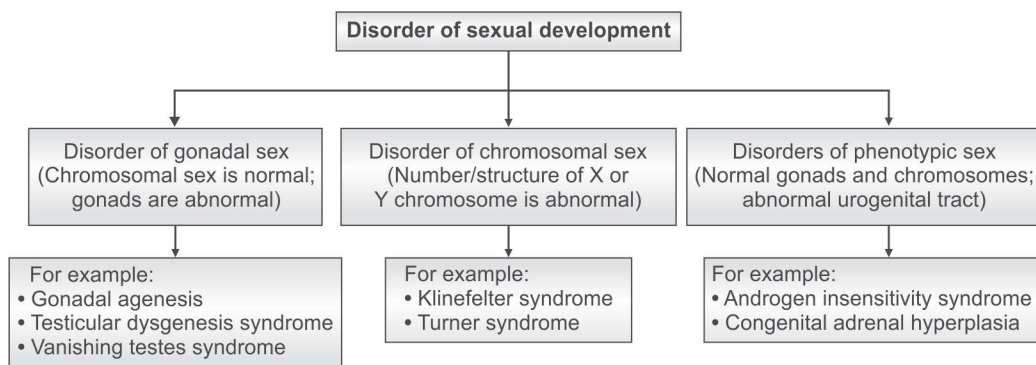 Disorder of sexual development
Disorder of gonadal sex
(Chromosomal sex is normal;
gonads are abnormal)
Disorder of chromosomal sex
(Number/structure of X or
Y chromosome is abnormal)
Disorders of phenotypic sex
(Normal gonads and chromosomes;
abnormal urogenital tract)
For example:
• Gonadal agenesis
• Testicular dysgenesis syndrome
• Vanishing testes syndrome
For example:
• Klinefelter syndrome
• Turner syndrome
For example:
• Androgen insensitivity syndrome
• Congenital adrenal hyperplasia